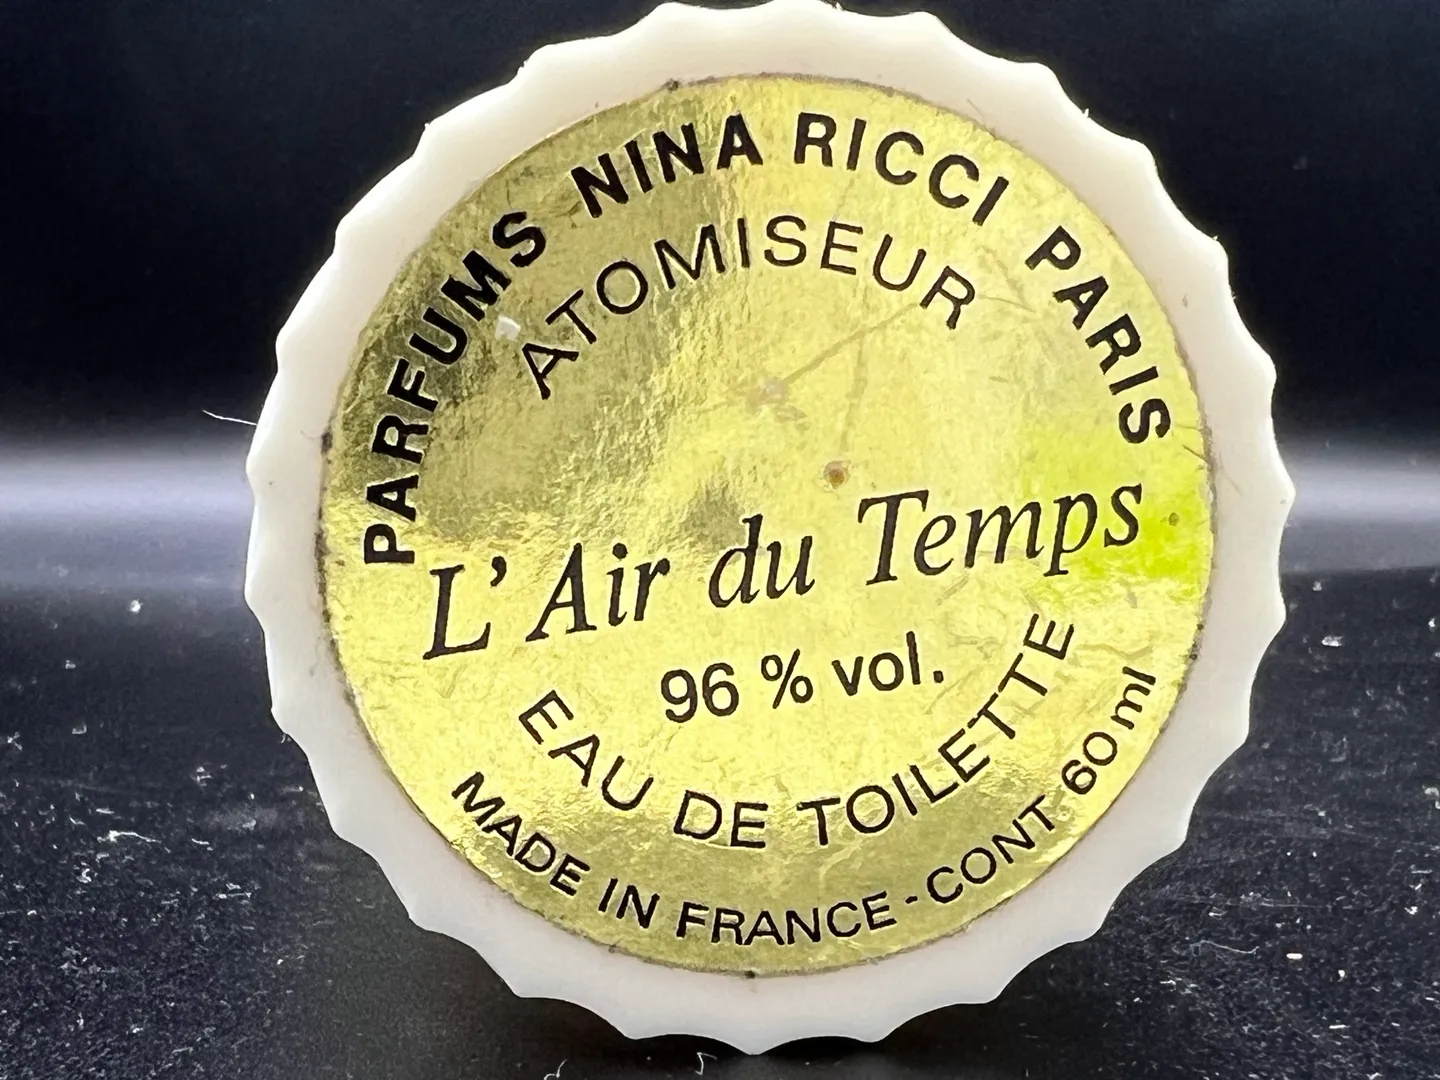 PARFUMS NINA RICCI PARIS
ATOMISEUR
L'Air du Temps
96 % vol.
EAU DE TOILETTE
MADE IN FRANCE - CONT. 60 ml